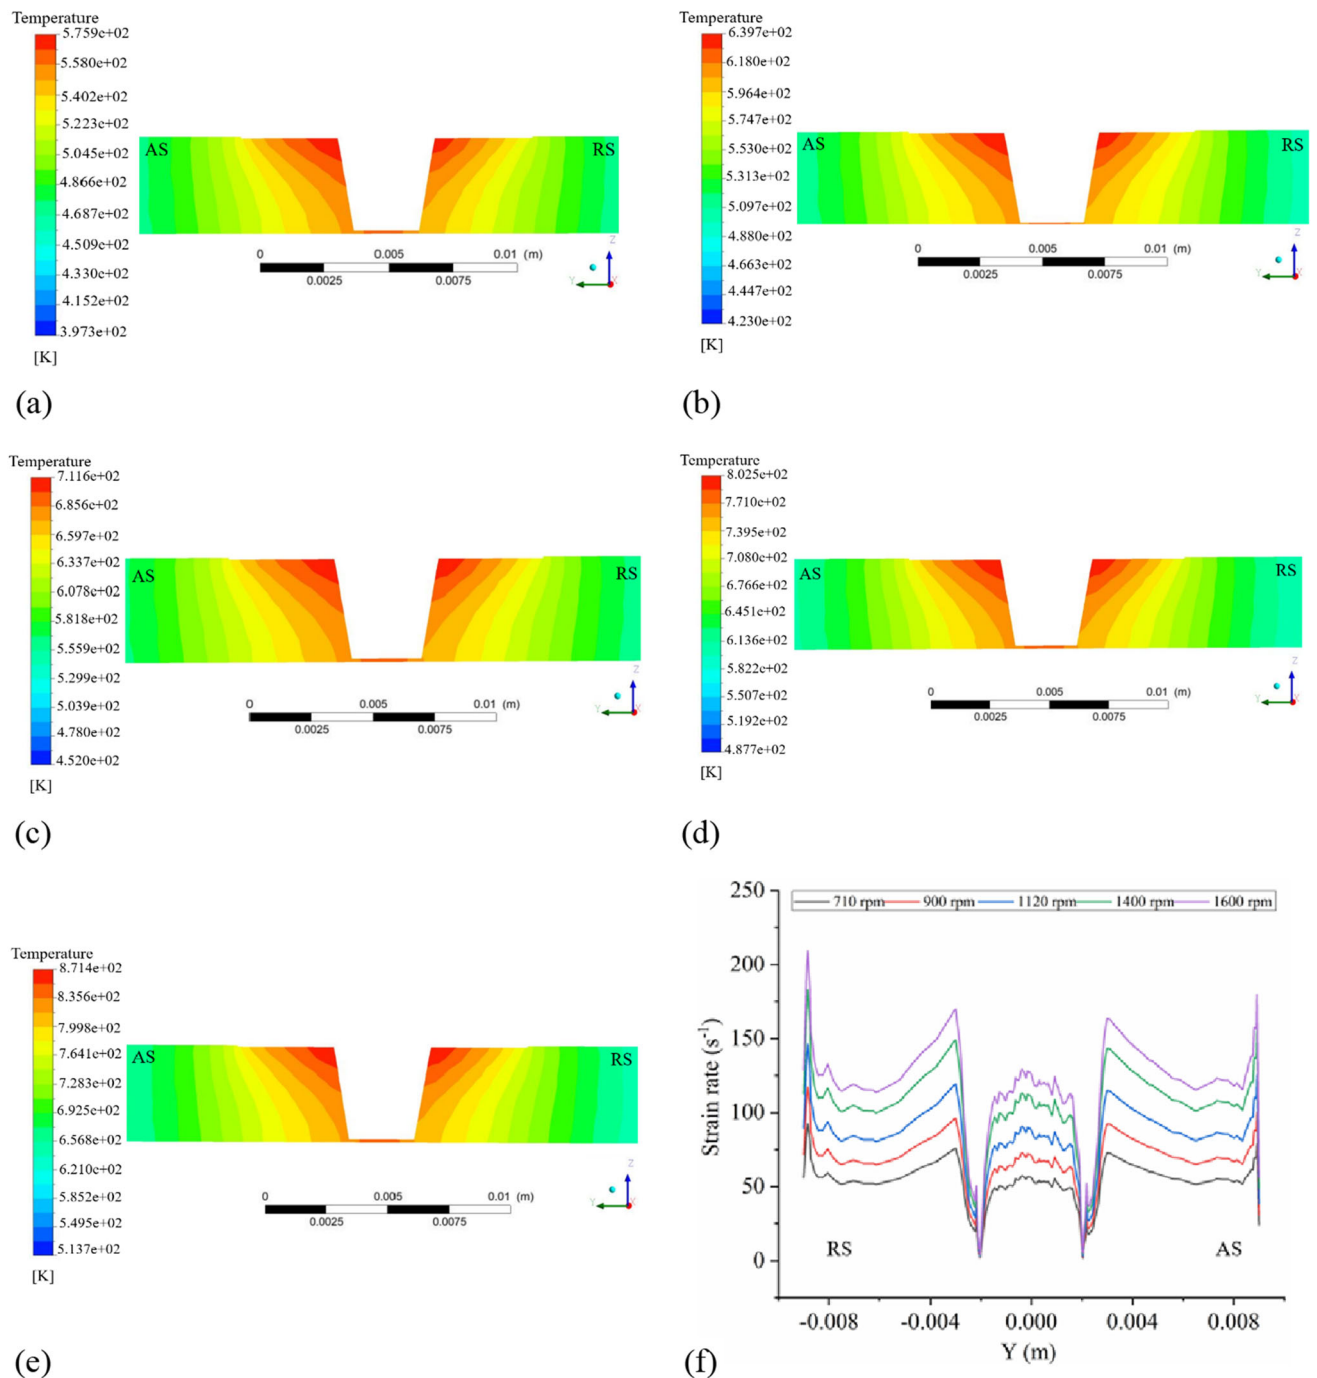 Temperature
5.759e+02
5.580e+02
5.402e+02
5.223e+02
5.045e+02
4.866e+02
4.687e+02
4.509e+02
4.330e+02
4.152e+02
3.973e+02
[K]
AS
RS
0 0.005 0.01 (m)
0.0025 0.0075
Z
Y
X
(a)
Temperature
6.397e+02
6.180e+02
5.964e+02
5.747e+02
5.530e+02
5.313e+02
5.097e+02
4.880e+02
4.663e+02
4.447e+02
4.230e+02
[K]
AS
RS
0 0.005 0.01 (m)
0.0025 0.0075
Z
Y
X
(b)
Temperature
7.116e+02
6.856e+02
6.597e+02
6.337e+02
6.078e+02
5.818e+02
5.559e+02
5.299e+02
5.039e+02
4.780e+02
4.520e+02
[K]
AS
RS
0 0.005 0.01 (m)
0.0025 0.0075
Z
Y
X
(c)
Temperature
8.025e+02
7.710e+02
7.395e+02
7.080e+02
6.766e+02
6.451e+02
6.136e+02
5.822e+02
5.507e+02
5.192e+02
4.877e+02
[K]
AS
RS
0 0.005 0.01 (m)
0.0025 0.0075
Z
Y
X
(d)
Temperature
8.714e+02
8.356e+02
7.998e+02
7.641e+02
7.283e+02
6.925e+02
6.568e+02
6.210e+02
5.852e+02
5.495e+02
5.137e+02
[K]
AS
RS
0 0.005 0.01 (m)
0.0025 0.0075
Z
Y
X
(e)
710 rpm 900 rpm 1120 rpm 1400 rpm 1600 rpm
250
200
150
100
50
0
Strain rate (s⁻¹)
RS
AS
-0.008 -0.004 0.000 0.004 0.008
Y (m)
(f)